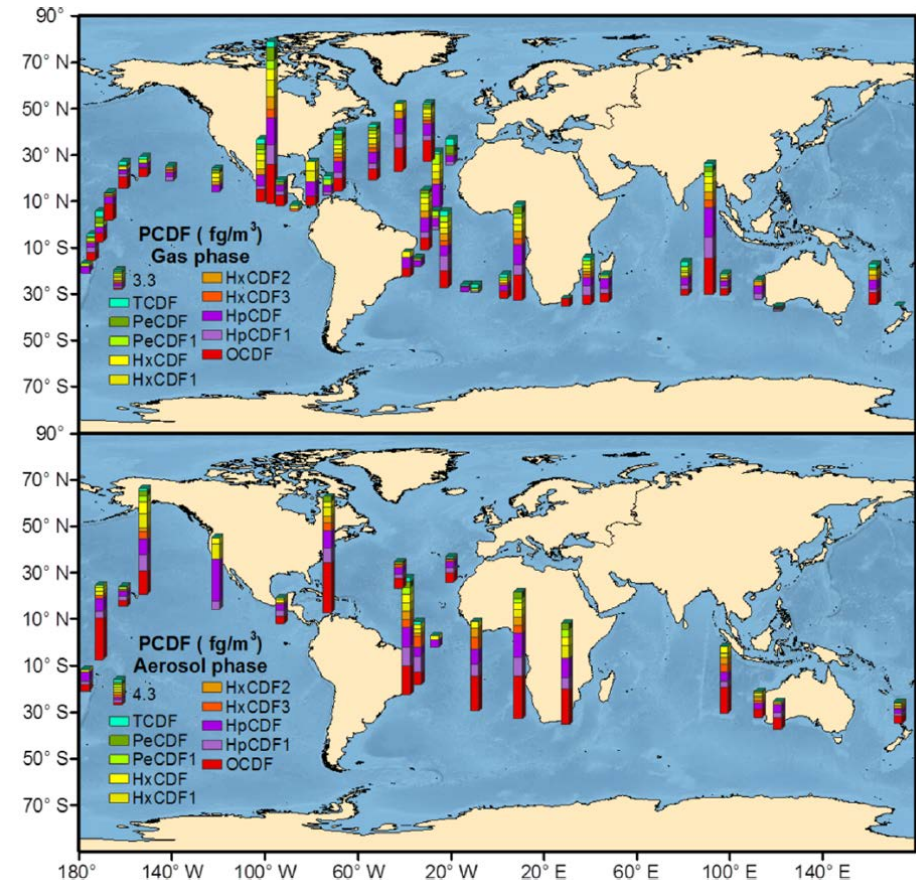 90°
70° N
50° N
30° N
10° N
10° S
30° S
50° S
70° S
PCDF ( fg/m³)
Gas phase
3.3
TCDF
PeCDF
PeCDF1
HxCDF
HxCDF1
HxCDF2
HxCDF3
HpCDF
HpCDF1
OCDF
90°
70° N
50° N
30° N
10° N
10° S
30° S
50° S
70° S
PCDF ( fg/m³)
Aerosol phase
4.3
TCDF
PeCDF
PeCDF1
HxCDF
HxCDF1
HxCDF2
HxCDF3
HpCDF
HpCDF1
OCDF
180° 140° W 100° W 60° W 20° W 20° E 60° E 100° E 140° E